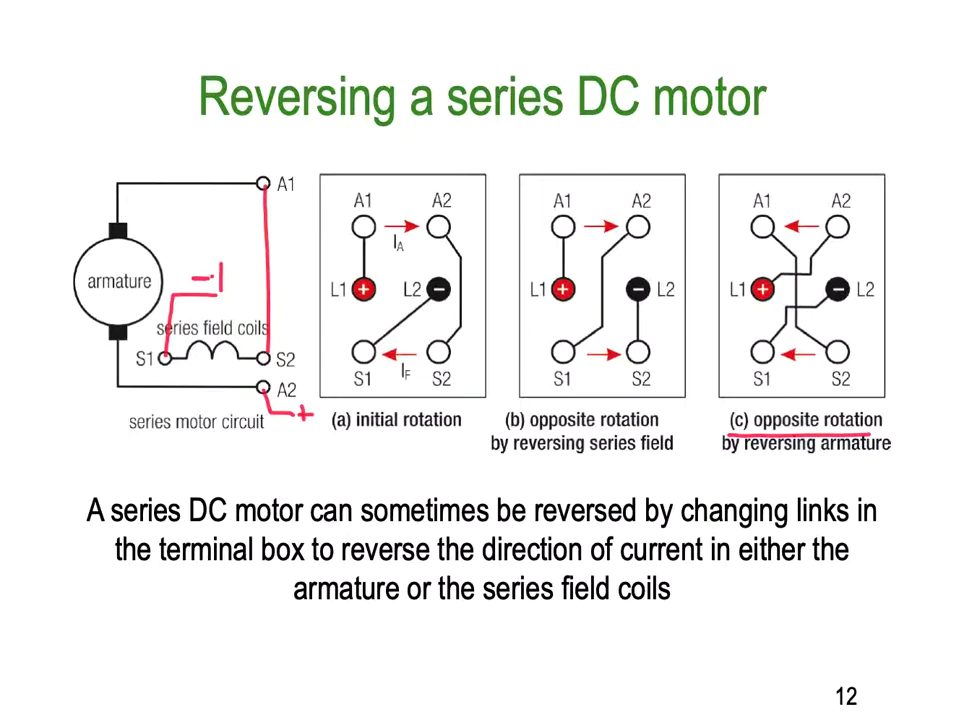 Reversing a series DC motor
A1
armature
-1
series field coils
S1
S2
A2
+
series motor circuit
A1 A2
IA
L1 + L2 −
IF
S1 S2
(a) initial rotation
A1 A2
L1 + − L2
S1 S2
(b) opposite rotation
by reversing series field
A1 A2
L1 + − L2
S1 S2
(c) opposite rotation
by reversing armature
A series DC motor can sometimes be reversed by changing links in
the terminal box to reverse the direction of current in either the
armature or the series field coils
12